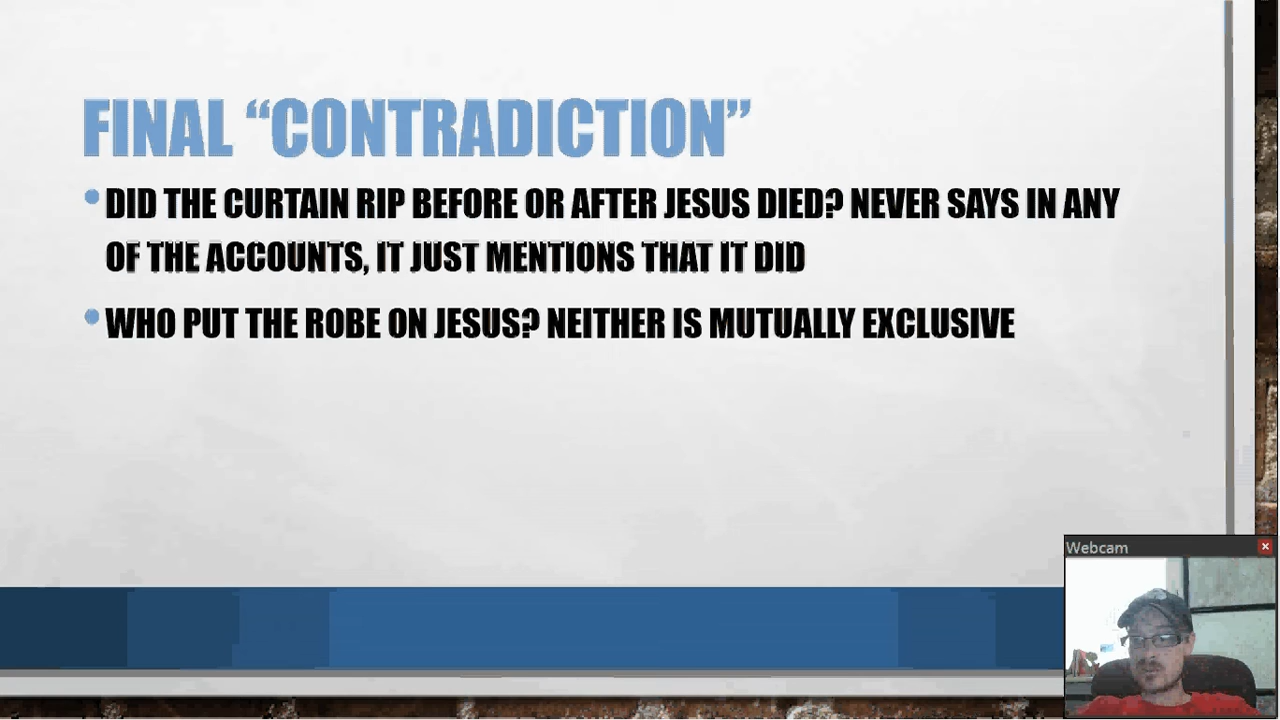 FINAL “CONTRADICTION”
DID THE CURTAIN RIP BEFORE OR AFTER JESUS DIED? NEVER SAYS IN ANY
OF THE ACCOUNTS, IT JUST MENTIONS THAT IT DID
WHO PUT THE ROBE ON JESUS? NEITHER IS MUTUALLY EXCLUSIVE
Webcam